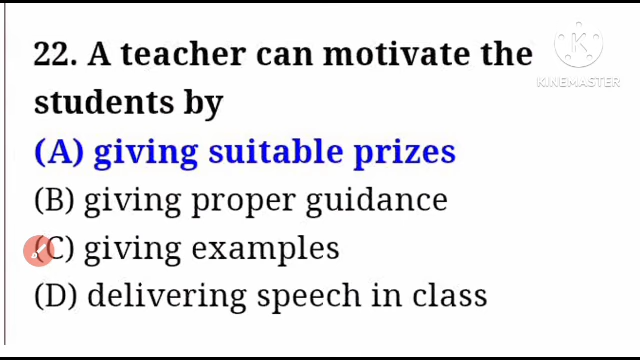 22. A teacher can motivate the
students by
(A) giving suitable prizes
(B) giving proper guidance
(C) giving examples
(D) delivering speech in class
K
KINEMASTER